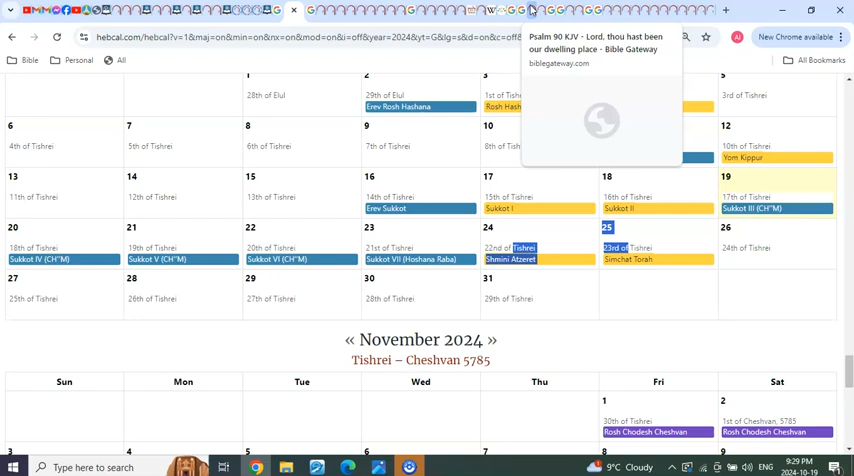 hebcal.com/hebcal?v=1&maj=on&min=on&nx=on&mod=on&i=off&year=2024&yt=G&lg=s&d=on&c=off
New Chrome available
Bible Personal All
All Bookmarks
Psalm 90 KJV - Lord, thou hast been
our dwelling place - Bible Gateway
biblegateway.com
1 2 3 5
28th of Elul 29th of Elul 1st of Tishrei 3rd of Tishrei
Erev Rosh Hashana Rosh Hash
6 7 8 9 10 12
4th of Tishrei 5th of Tishrei 6th of Tishrei 7th of Tishrei 8th of Tis 10th of Tishrei
Yom Kippur
13 14 15 16 17 18 19
11th of Tishrei 12th of Tishrei 13th of Tishrei 14th of Tishrei 15th of Tishrei 16th of Tishrei 17th of Tishrei
Erev Sukkot Sukkot I Sukkot II Sukkot III (CH''M)
20 21 22 23 24 25 26
18th of Tishrei 19th of Tishrei 20th of Tishrei 21st of Tishrei 22nd of Tishrei 23rd of Tishrei 24th of Tishrei
Sukkot IV (CH''M) Sukkot V (CH''M) Sukkot VI (CH''M) Sukkot VII (Hoshana Raba) Shmini Atzeret Simchat Torah
27 28 29 30 31
25th of Tishrei 26th of Tishrei 27th of Tishrei 28th of Tishrei 29th of Tishrei
« November 2024 »
Tishrei – Cheshvan 5785
Sun Mon Tue Wed Thu Fri Sat
1 2
30th of Tishrei 1st of Cheshvan, 5785
Rosh Chodesh Cheshvan Rosh Chodesh Cheshvan
3 4 5 6 7 8 9
Type here to search
9°C Cloudy
ENG
9:29 PM
2024-10-19